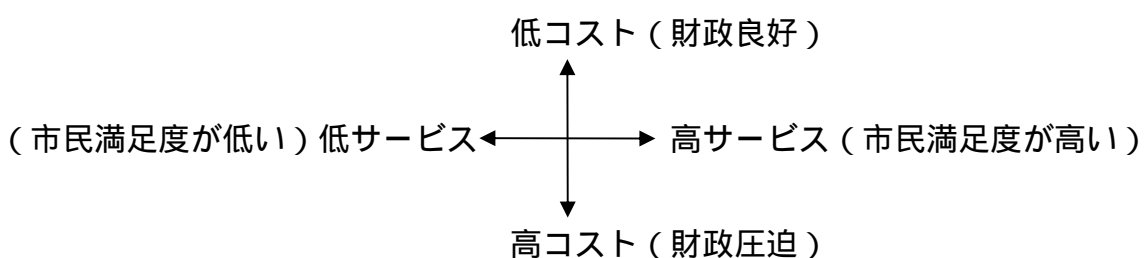 低コスト（財政良好）
（市民満足度が低い）低サービス 高サービス（市民満足度が高い）
高コスト（財政圧迫）